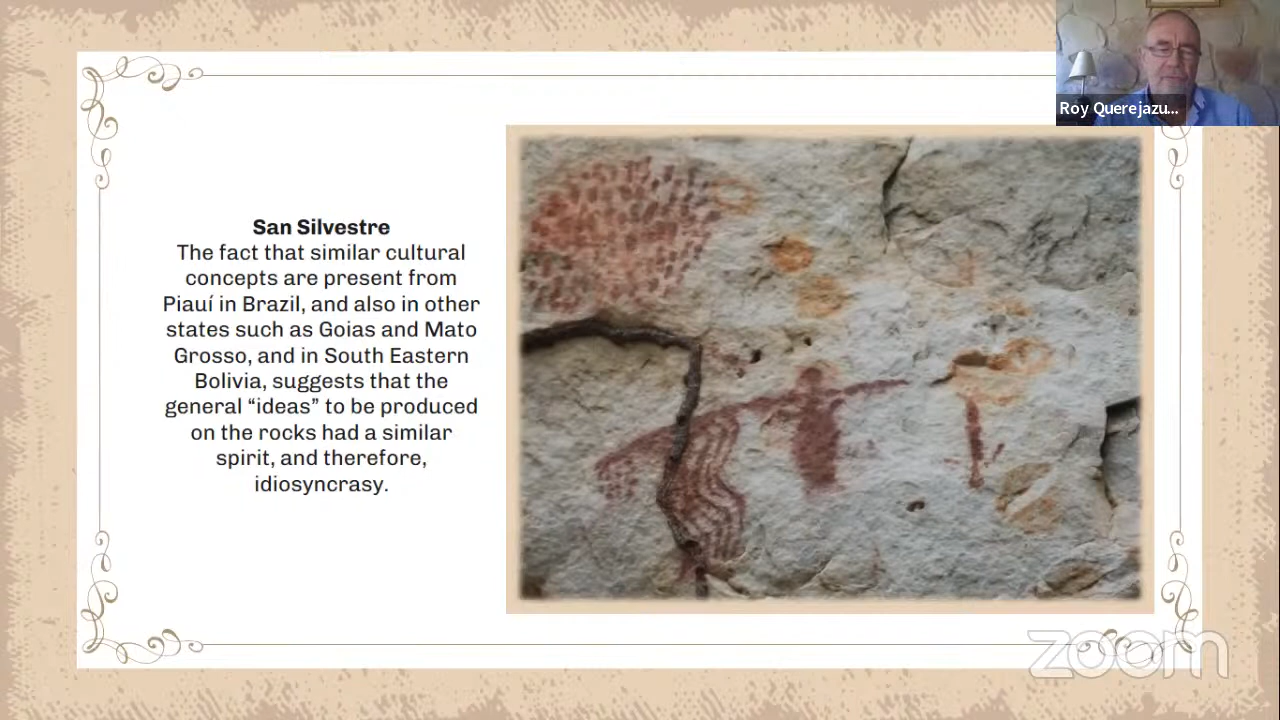 Roy Querejazu...
San Silvestre
The fact that similar cultural
concepts are present from
Piauí in Brazil, and also in other
states such as Goias and Mato
Grosso, and in South Eastern
Bolivia, suggests that the
general “ideas” to be produced
on the rocks had a similar
spirit, and therefore,
idiosyncrasy.
zoom